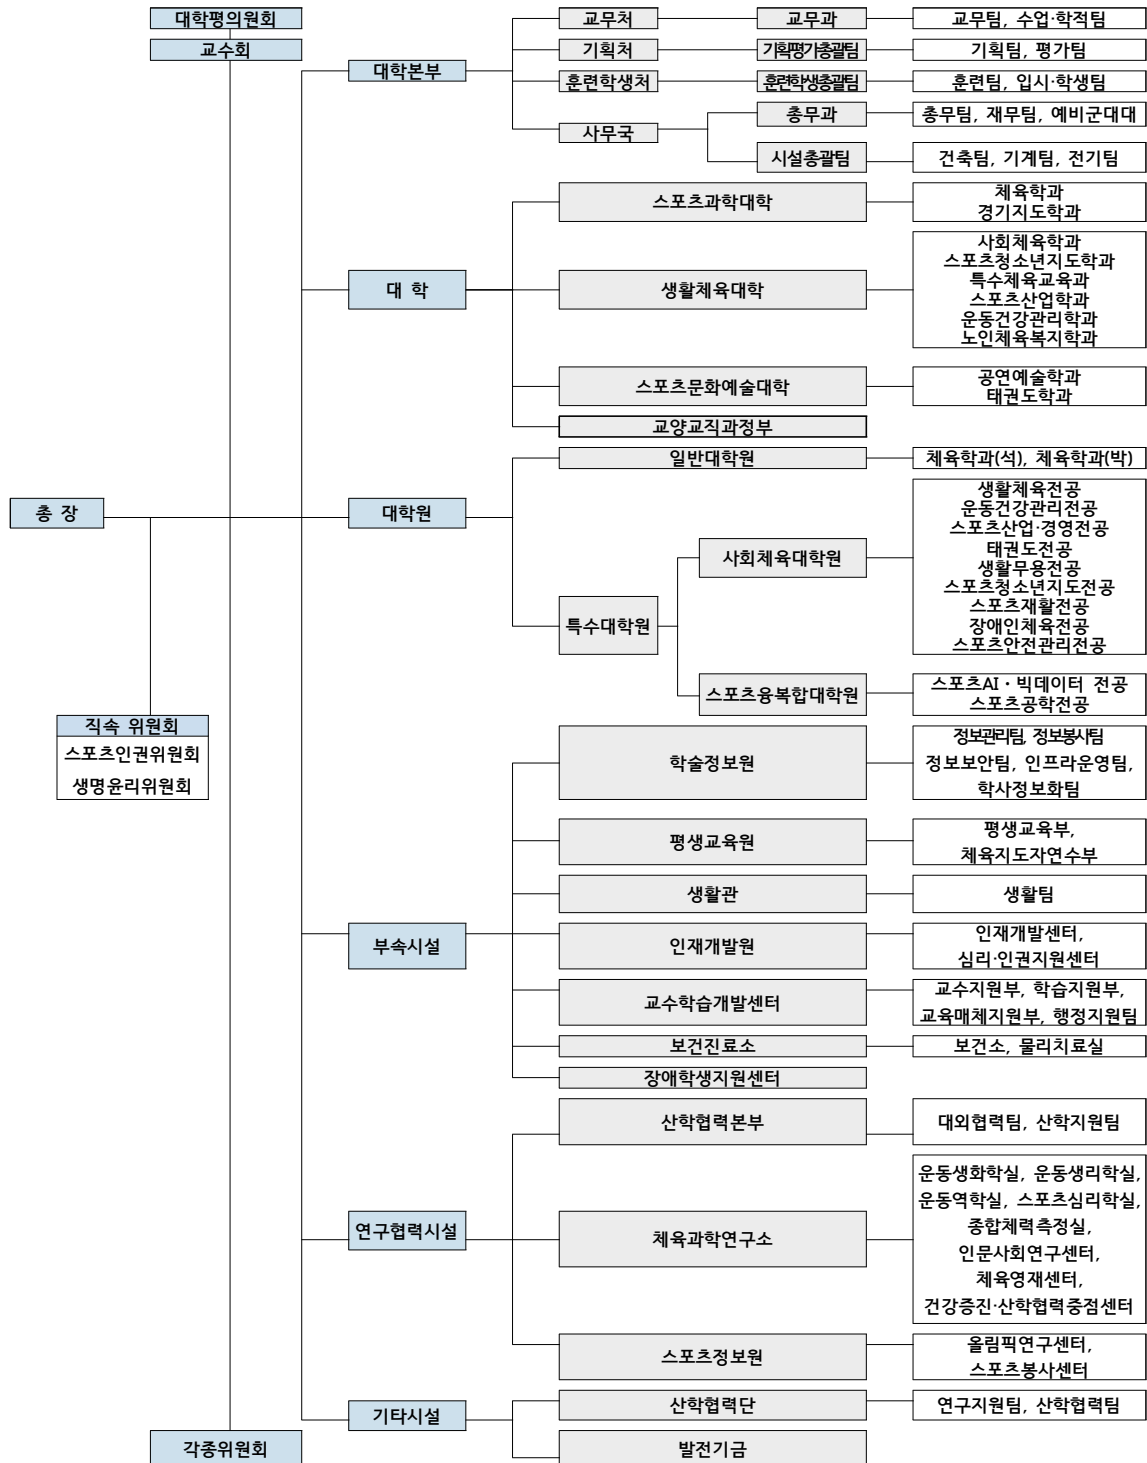 대학평의원회
교수회
대학본부
교무처
교무과
교무팀, 수업·학적팀
기획처
기획평가총괄팀
기획팀, 평가팀
훈련학생처
훈련학생총괄팀
훈련팀, 입시·학생팀
사무국
총무과
총무팀, 재무팀, 예비군대대
시설총괄팀
건축팀, 기계팀, 전기팀
대 학
스포츠과학대학
체육학과
경기지도학과
생활체육대학
사회체육학과
스포츠청소년지도학과
특수체육교육과
스포츠산업학과
운동건강관리학과
노인체육복지학과
스포츠문화예술대학
공연예술학과
태권도학과
교양교직과정부
총 장
대학원
일반대학원
체육학과(석), 체육학과(박)
특수대학원
사회체육대학원
생활체육전공
운동건강관리전공
스포츠산업·경영전공
태권도전공
생활무용전공
스포츠청소년지도전공
스포츠재활전공
장애인체육전공
스포츠안전관리전공
스포츠융복합대학원
스포츠AI · 빅데이터 전공
스포츠공학전공
직속 위원회
스포츠인권위원회
생명윤리위원회
부속시설
학술정보원
정보관리팀, 정보봉사팀
정보보안팀, 인프라운영팀,
학사정보화팀
평생교육원
평생교육부,
체육지도자연수부
생활관
생활팀
인재개발원
인재개발센터,
심리·인권지원센터
교수학습개발센터
교수지원부, 학습지원부,
교육매체지원부, 행정지원팀
보건진료소
보건소, 물리치료실
장애학생지원센터
연구협력시설
산학협력본부
대외협력팀, 산학지원팀
체육과학연구소
운동생화학실, 운동생리학실,
운동역학실, 스포츠심리학실,
종합체력측정실,
인문사회연구센터,
체육영재센터,
건강증진·산학협력중점센터
스포츠정보원
올림픽연구센터,
스포츠봉사센터
기타시설
산학협력단
연구지원팀, 산학협력팀
발전기금
각종위원회